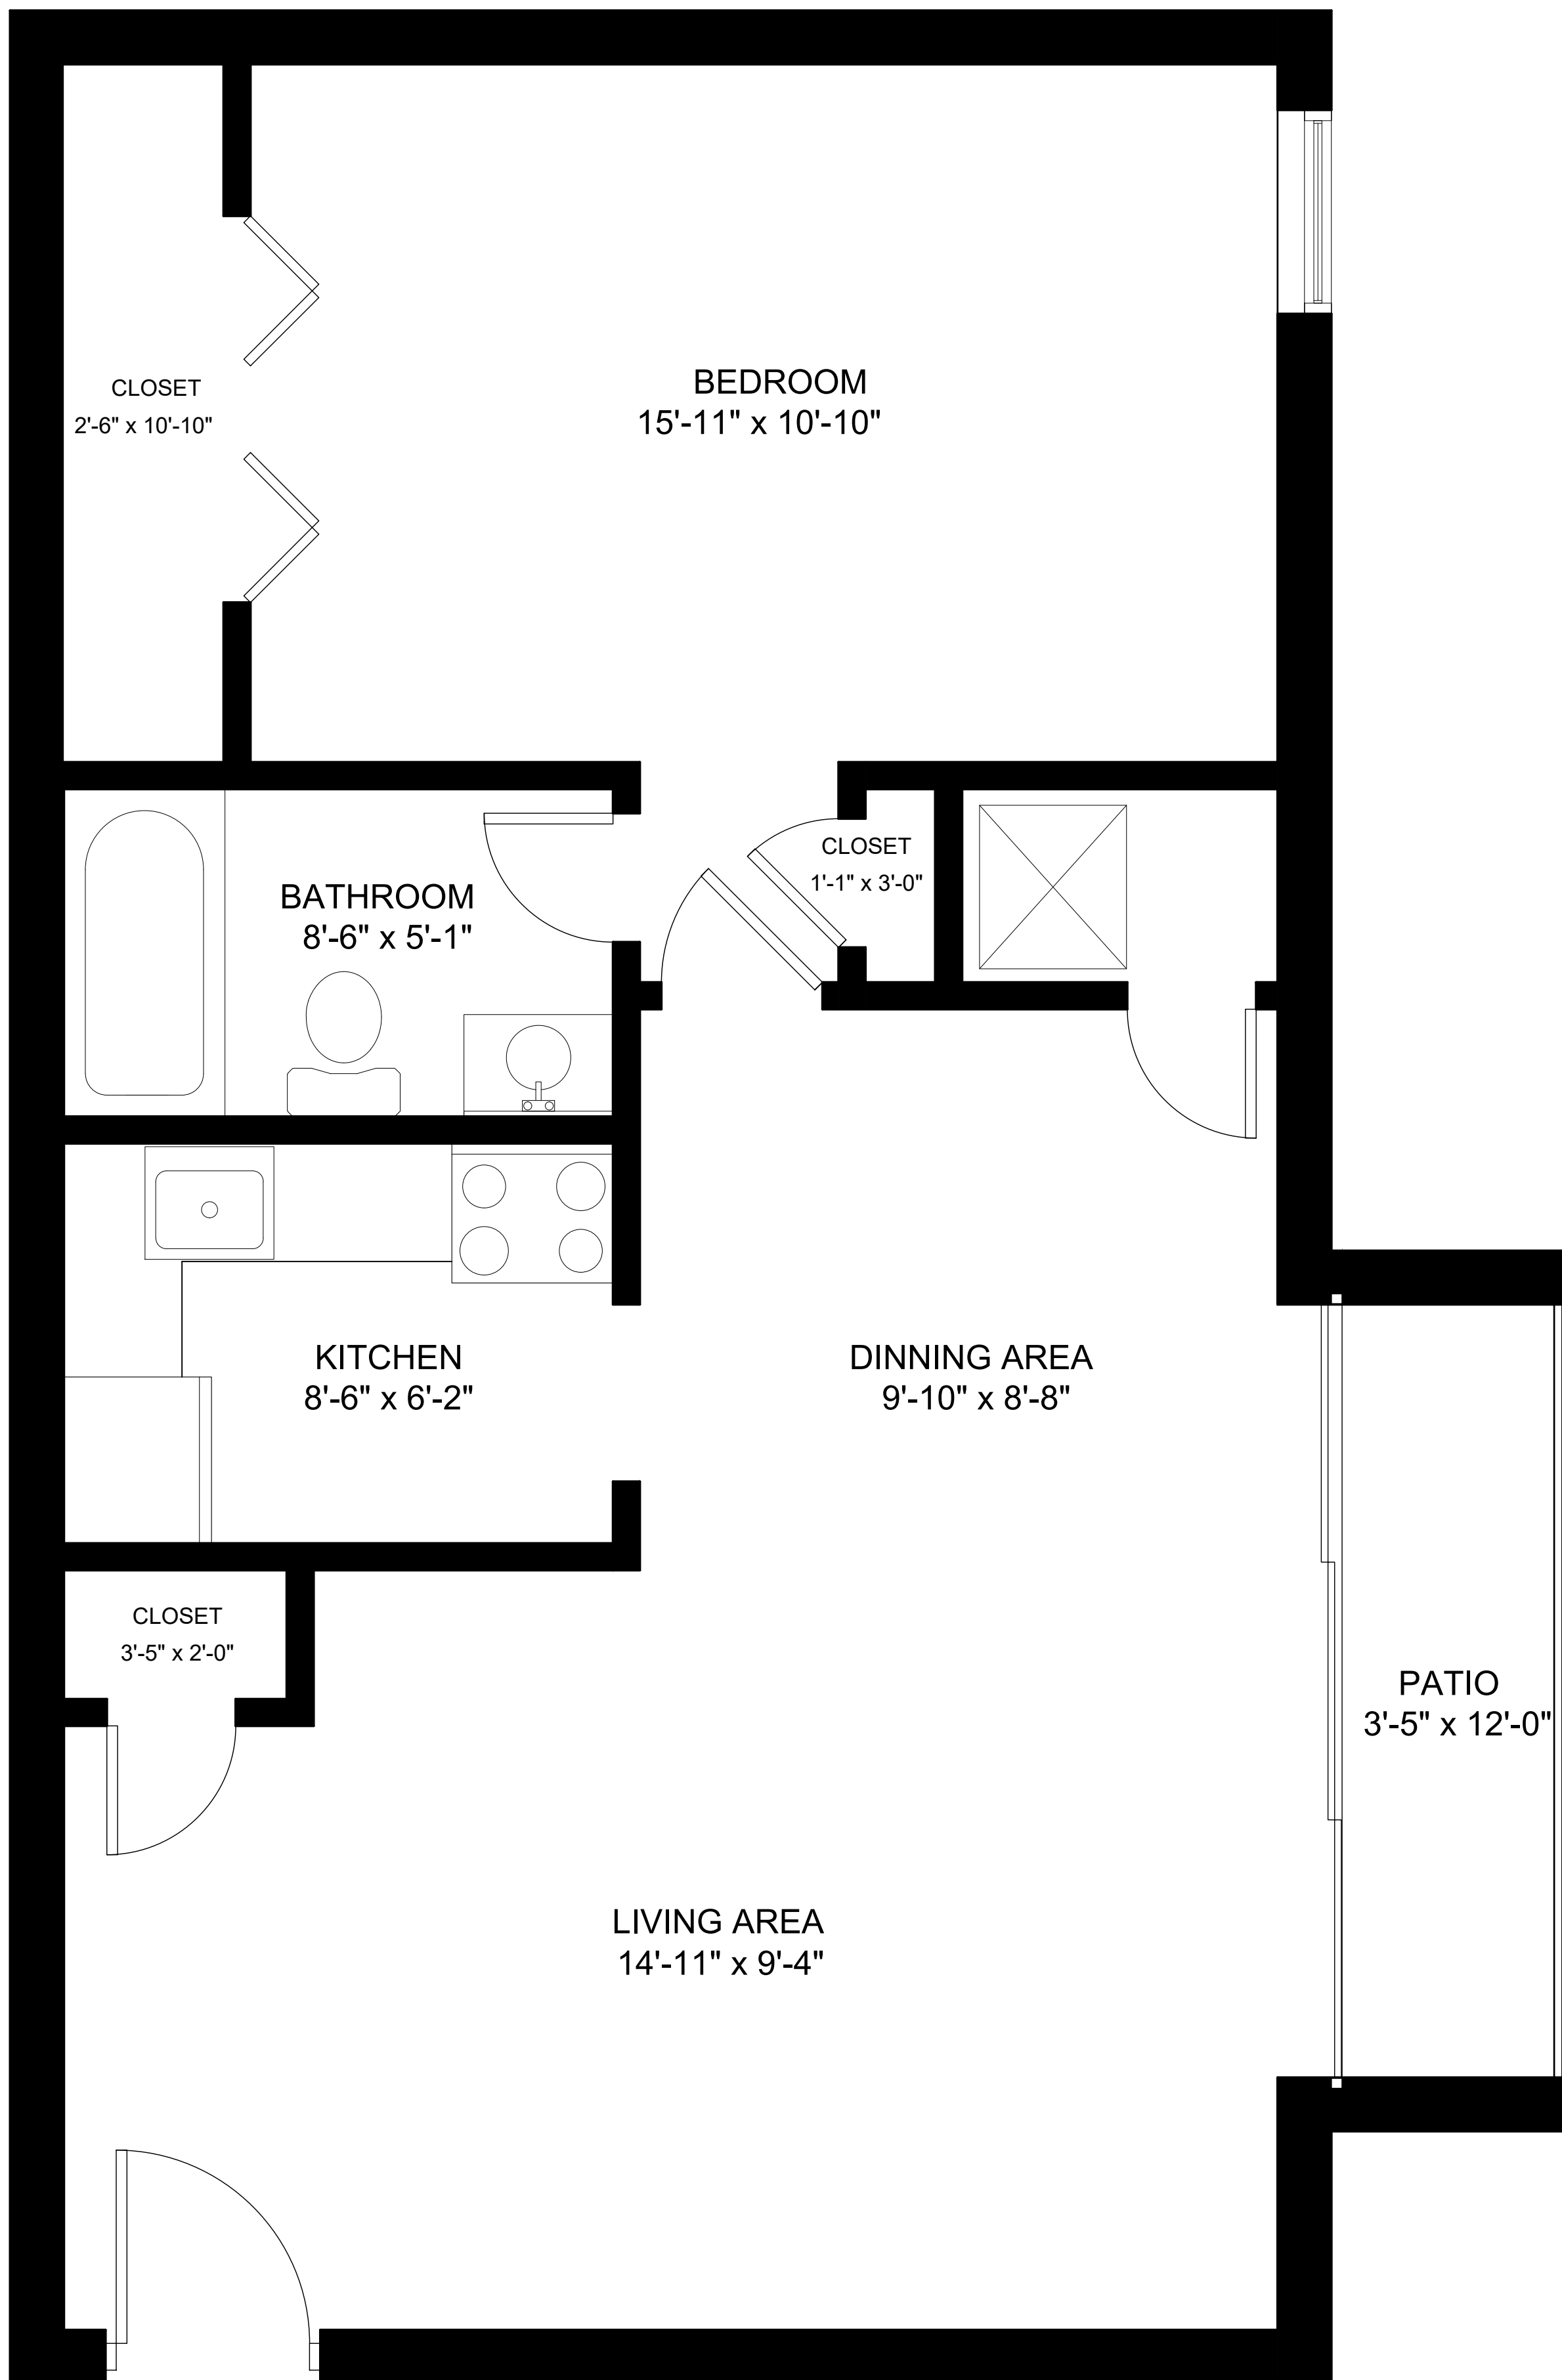 BEDROOM
15'-11" x 10'-10"
CLOSET
2'-6" x 10'-10"
CLOSET
1'-1" x 3'-0"
BATHROOM
8'-6" x 5'-1"
KITCHEN
8'-6" x 6'-2"
DINNING AREA
9'-10" x 8'-8"
CLOSET
3'-5" x 2'-0"
PATIO
3'-5" x 12'-0"
LIVING AREA
14'-11" x 9'-4"